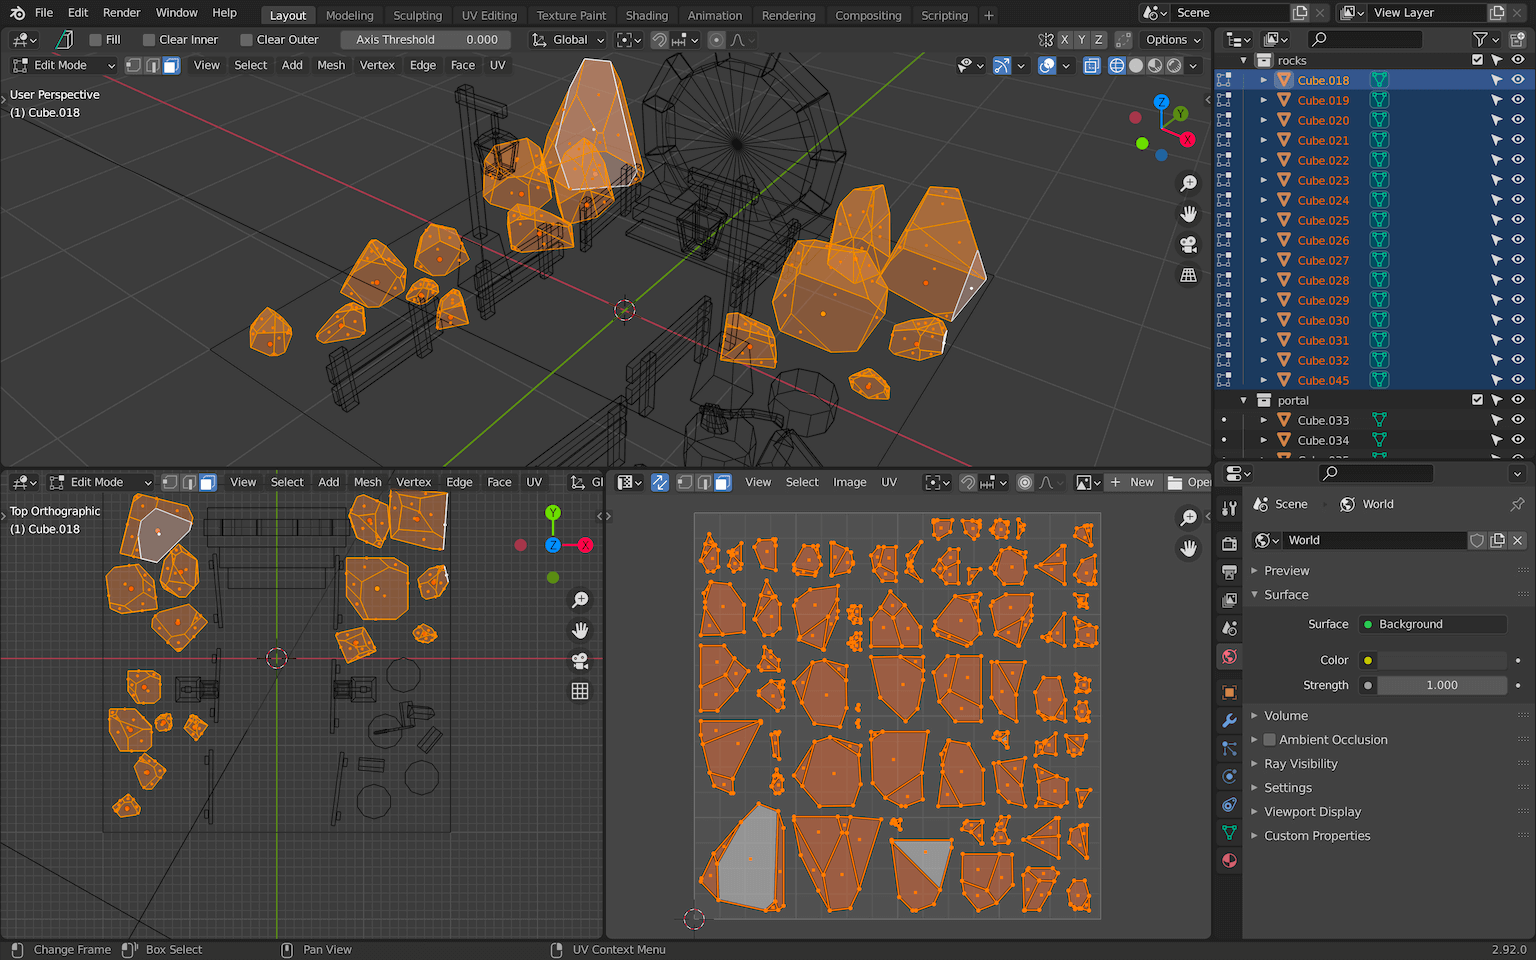 File Edit Render Window Help Layout Modeling Sculpting UV Editing Texture Paint Shading Animation Rendering Compositing Scripting + Scene View Layer
Fill Clear Inner Clear Outer Axis Threshold 0.000 Global X Y Z Options
Edit Mode View Select Add Mesh Vertex Edge Face UV
User Perspective
(1) Cube.018
Z
Y
X
rocks
Cube.018
Cube.019
Cube.020
Cube.021
Cube.022
Cube.023
Cube.024
Cube.025
Cube.026
Cube.027
Cube.028
Cube.029
Cube.030
Cube.031
Cube.032
Cube.045
portal
Cube.033
Cube.034
Edit Mode View Select Add Mesh Vertex Edge Face UV Gl
Top Orthographic
(1) Cube.018
Y
Z
X
View Select Image UV + New Open
Scene World
World
Preview
Surface
Surface Background
Color
Strength 1.000
Volume
Ambient Occlusion
Ray Visibility
Settings
Viewport Display
Custom Properties
Change Frame Box Select Pan View UV Context Menu 2.92.0